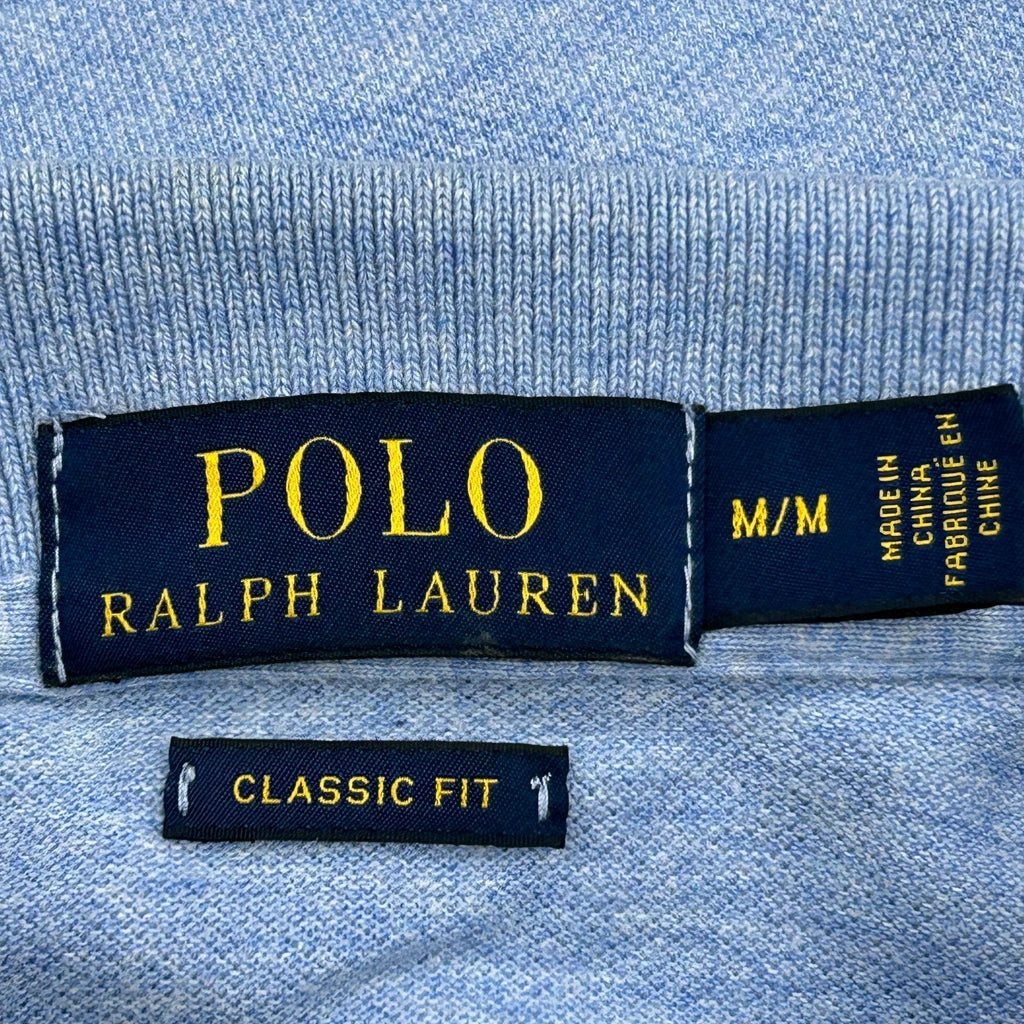 POLO
RALPH LAUREN
M/M
MADE IN
CHINA
FABRIQUÉ EN
CHINE
CLASSIC FIT